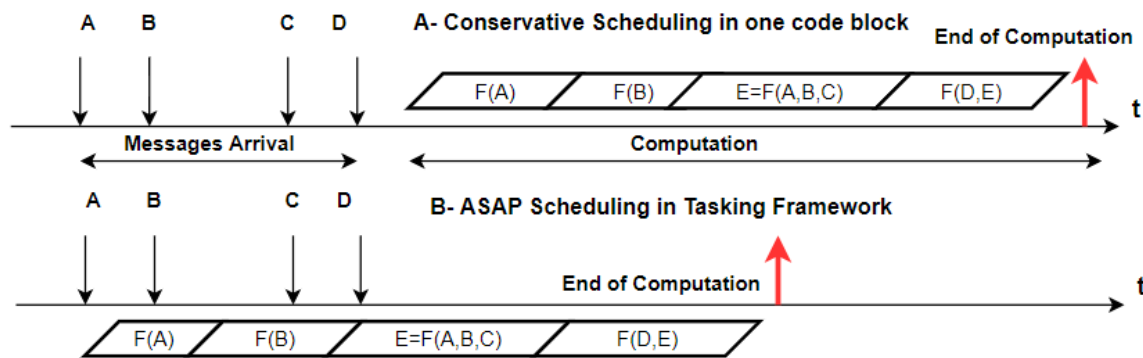 A B C D A- Conservative Scheduling in one code block
End of Computation
F(A) F(B) E=F(A,B,C) F(D,E)
t
Messages Arrival Computation
A B C D B- ASAP Scheduling in Tasking Framework
End of Computation t
F(A) F(B) E=F(A,B,C) F(D,E)